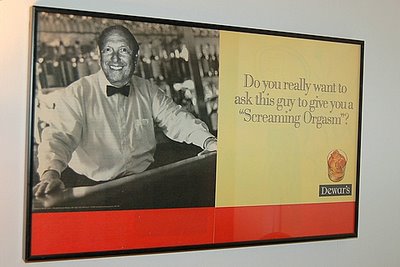 Do you really want to
ask this guy to give you a
"Screaming Orgasm"?
Dewar's